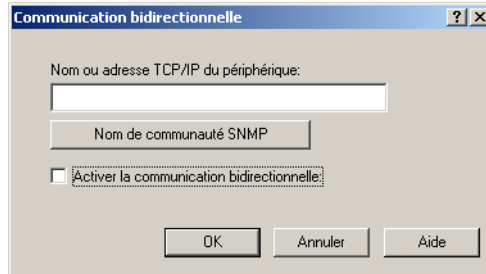 Communication bidirectionnelle
Nom ou adresse TCP/IP du périphérique:
Nom de communauté SNMP
Activer la communication bidirectionnelle:
OK Annuler Aide